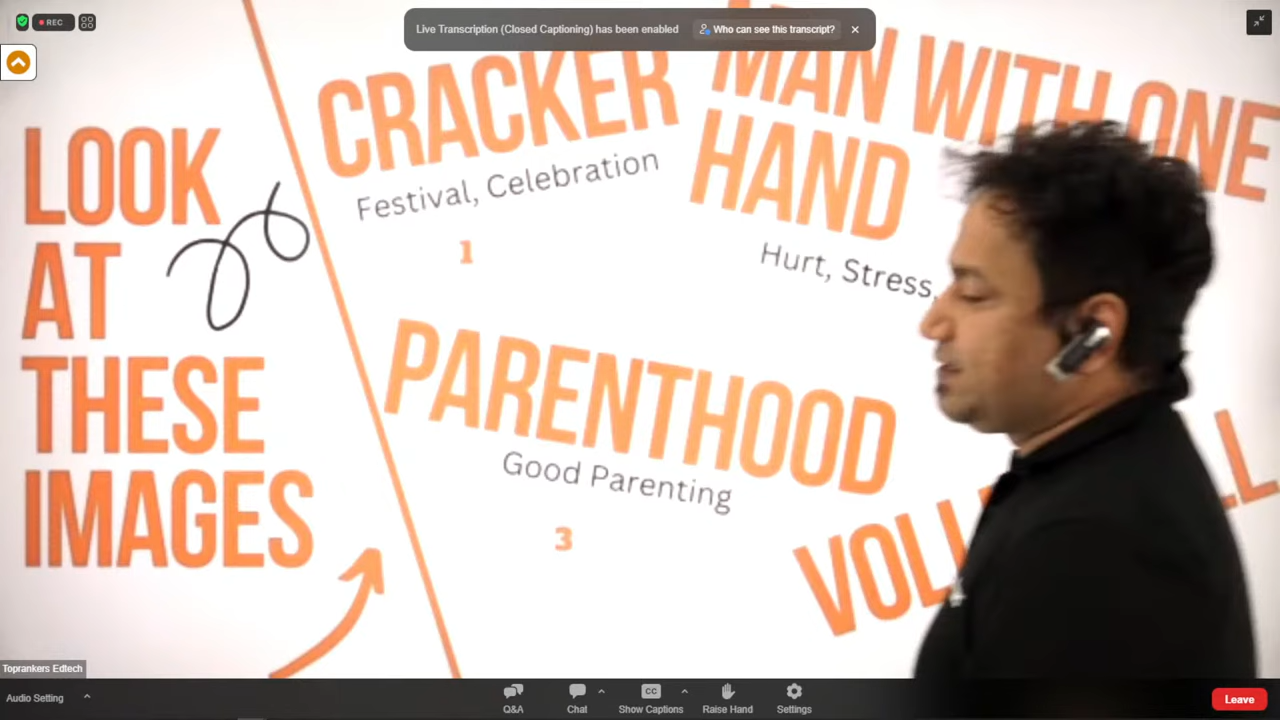 REC
Live Transcription (Closed Captioning) has been enabled
Who can see this transcript?
LOOK
AT
THESE
IMAGES
CRACKER
Festival, Celebration
1
MAN WITH ONE
HAND
Hurt, Stress,
PARENTHOOD
Good Parenting
3
Toprankers Edtech
Audio Setting
Q&A
Chat
CC
Show Captions
Raise Hand
Settings
Leave